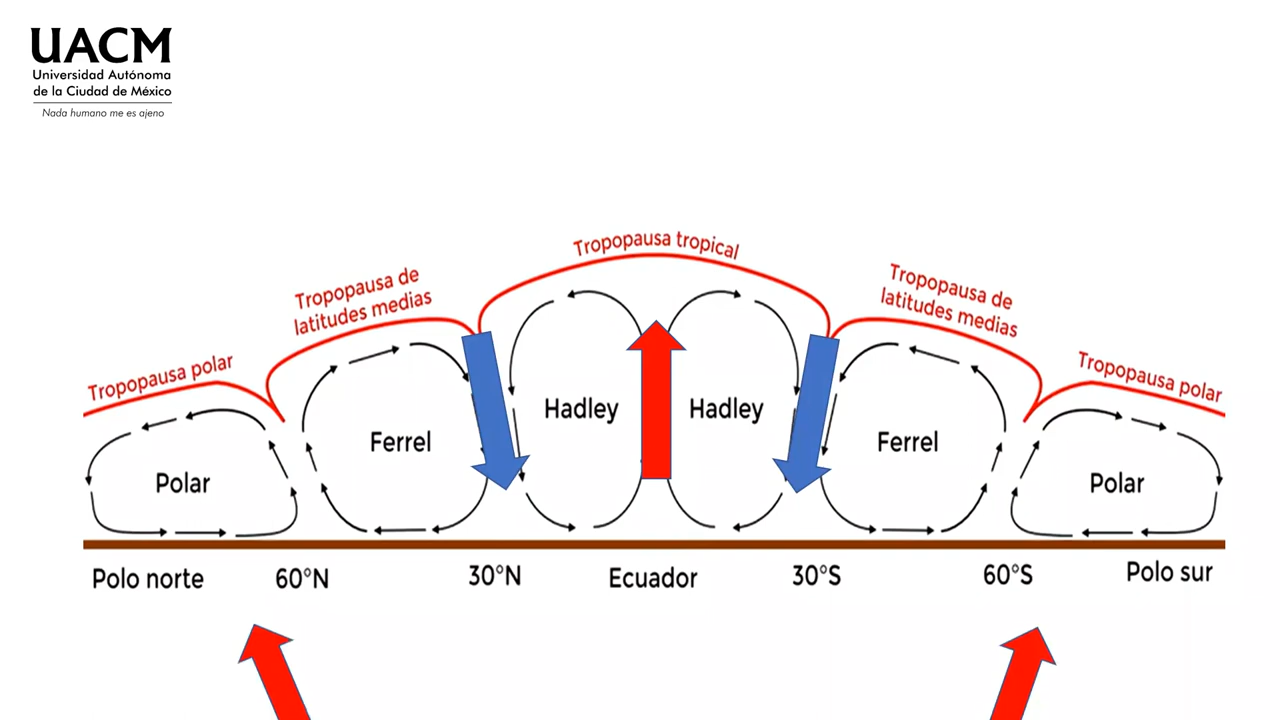 UACM
Universidad Autónoma
de la Ciudad de México
Nada humano me es ajeno
Tropopausa tropical
Tropopausa de
latitudes medias
Tropopausa de
latitudes medias
Tropopausa polar
Tropopausa polar
Hadley
Hadley
Ferrel
Ferrel
Polar
Polar
Polo norte
60°N
30°N
Ecuador
30°S
60°S
Polo sur